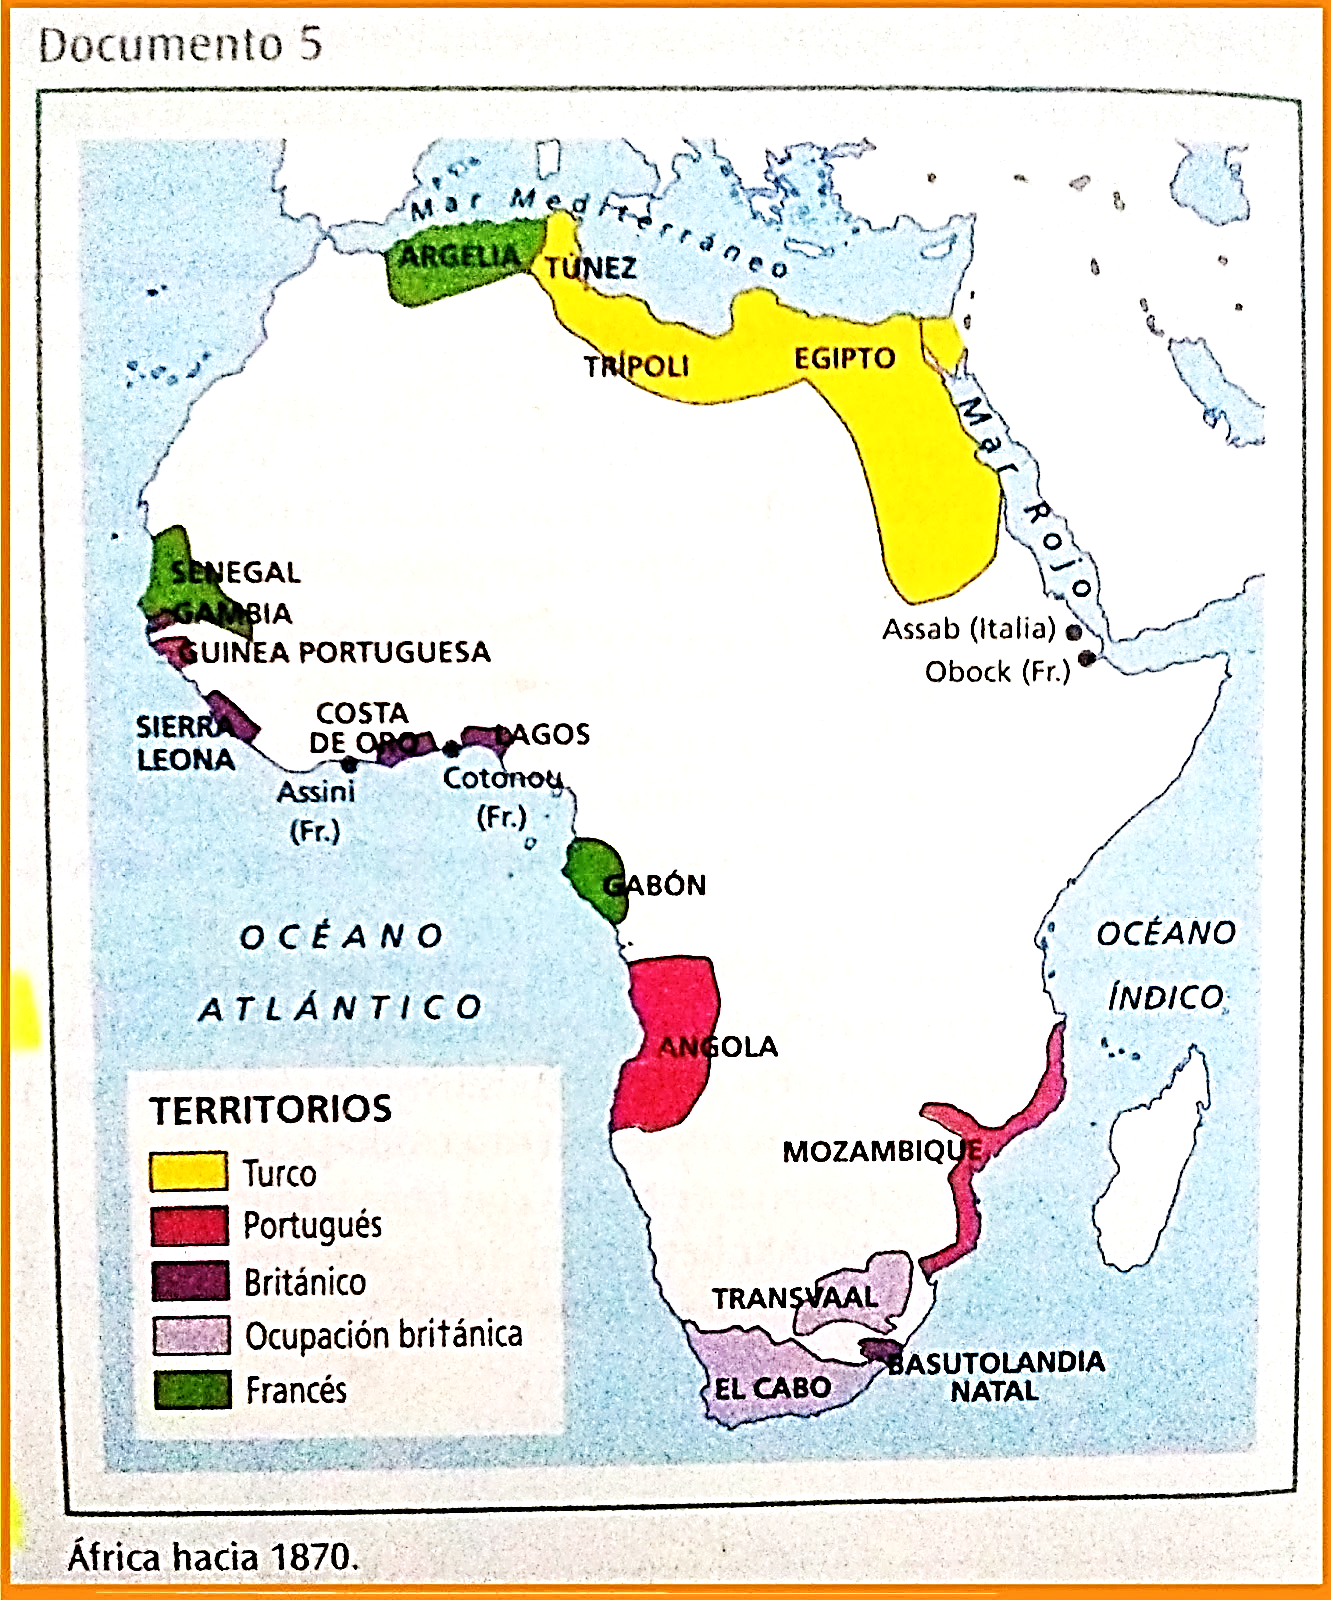 Documento 5
Mar Mediterráneo
ARGELIA
TÚNEZ
TRÍPOLI
EGIPTO
Mar Rojo
SENEGAL
GAMBIA
GUINEA PORTUGUESA
Assab (Italia)
Obock (Fr.)
SIERRA
LEONA
COSTA
DE ORO
LAGOS
Assini
(Fr.)
Cotonou
(Fr.)
GABÓN
OCÉANO
ATLÁNTICO
OCÉANO
ÍNDICO
ANGOLA
MOZAMBIQUE
TRANSVAAL
BASUTOLANDIA
NATAL
EL CABO
TERRITORIOS
Turco
Portugués
Británico
Ocupación británica
Francés
África hacia 1870.